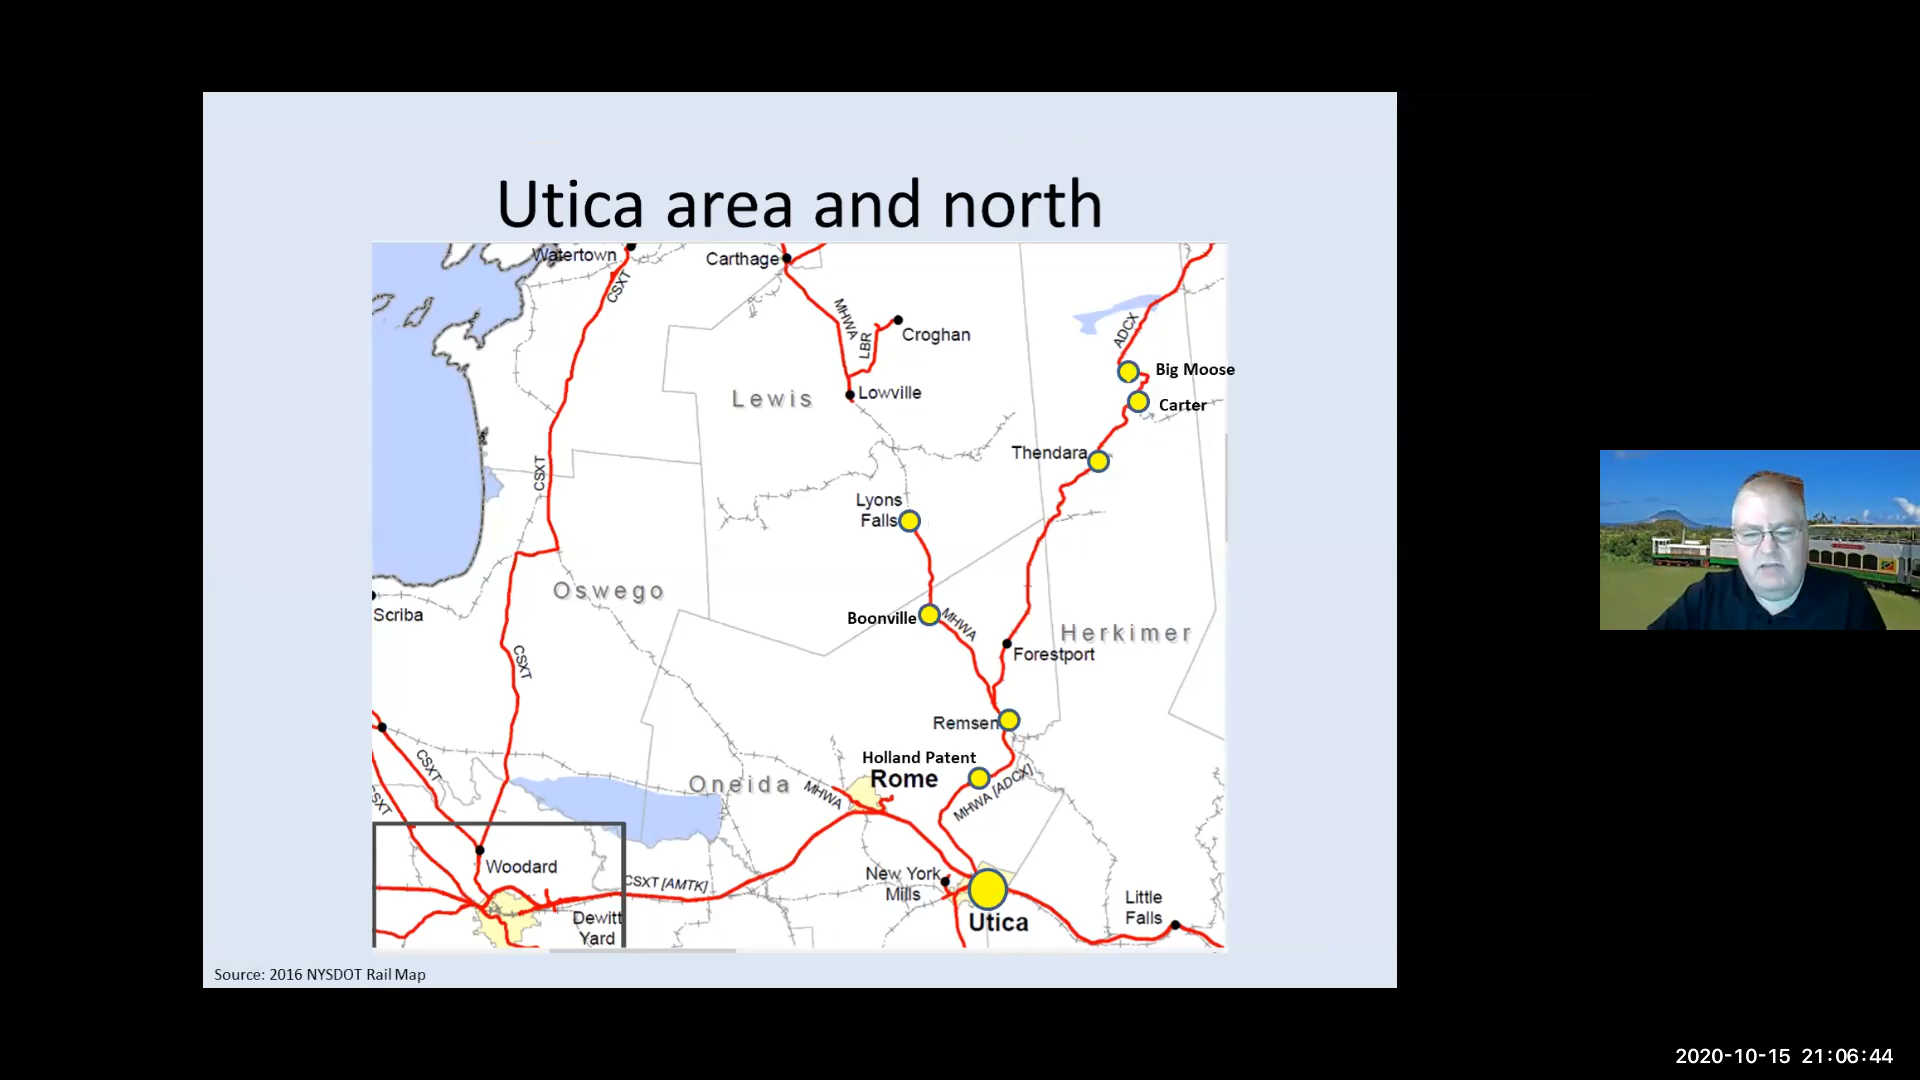 Utica area and north
Watertown
Carthage
CSXT
MHWA
LBR
Croghan
ADCX
Lewis
Lowville
Big Moose
Carter
Thendara
CSXT
Lyons
Falls
Oswego
Scriba
Boonville
MHWA
Herkimer
Forestport
CSXT
Remsen
Holland Patent
Rome
CSXT
Oneida
MHWA
MHWA [ADCX]
Woodard
New York
Mills
CSXT [AMTK]
Little
Falls
Dewitt
Yard
Utica
Source: 2016 NYSDOT Rail Map
2020-10-15 21:06:44